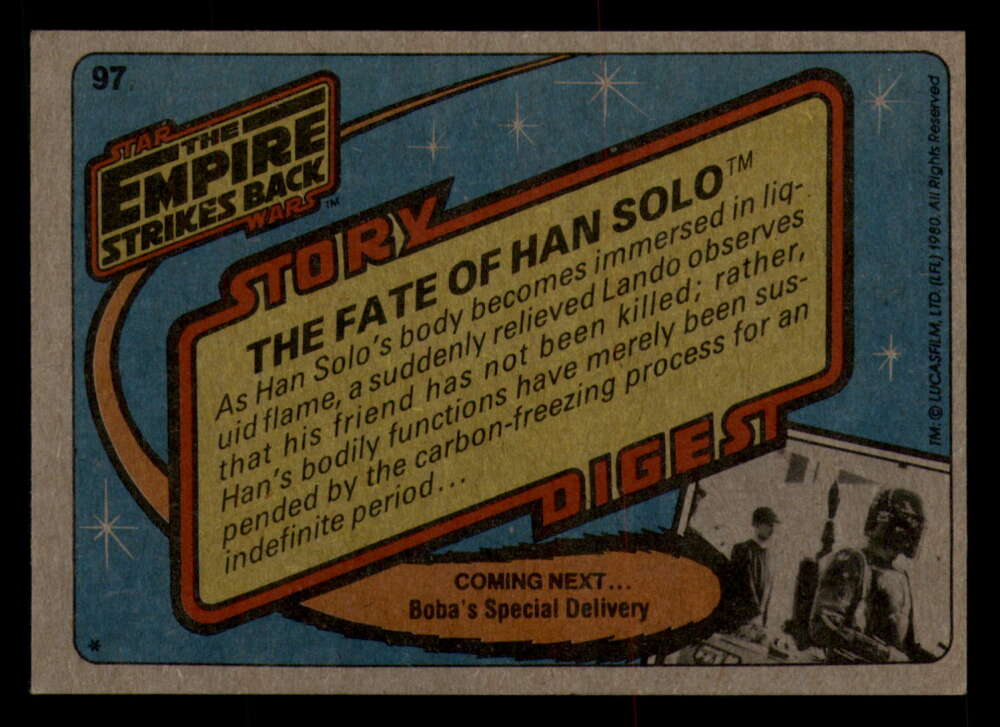 97
STAR
THE
EMPIRE
STRIKES BACK
WARS™
STORY
THE FATE OF HAN SOLO™
As Han Solo's body becomes immersed in liq-
uid flame, a suddenly relieved Lando observes
that his friend has not been killed; rather,
Han's bodily functions have merely been sus-
pended by the carbon-freezing process for an
indefinite period...
DIGEST
COMING NEXT...
Boba's Special Delivery
*
TM: © LUCASFILM, LTD. (LFL) 1980. All Rights Reserved